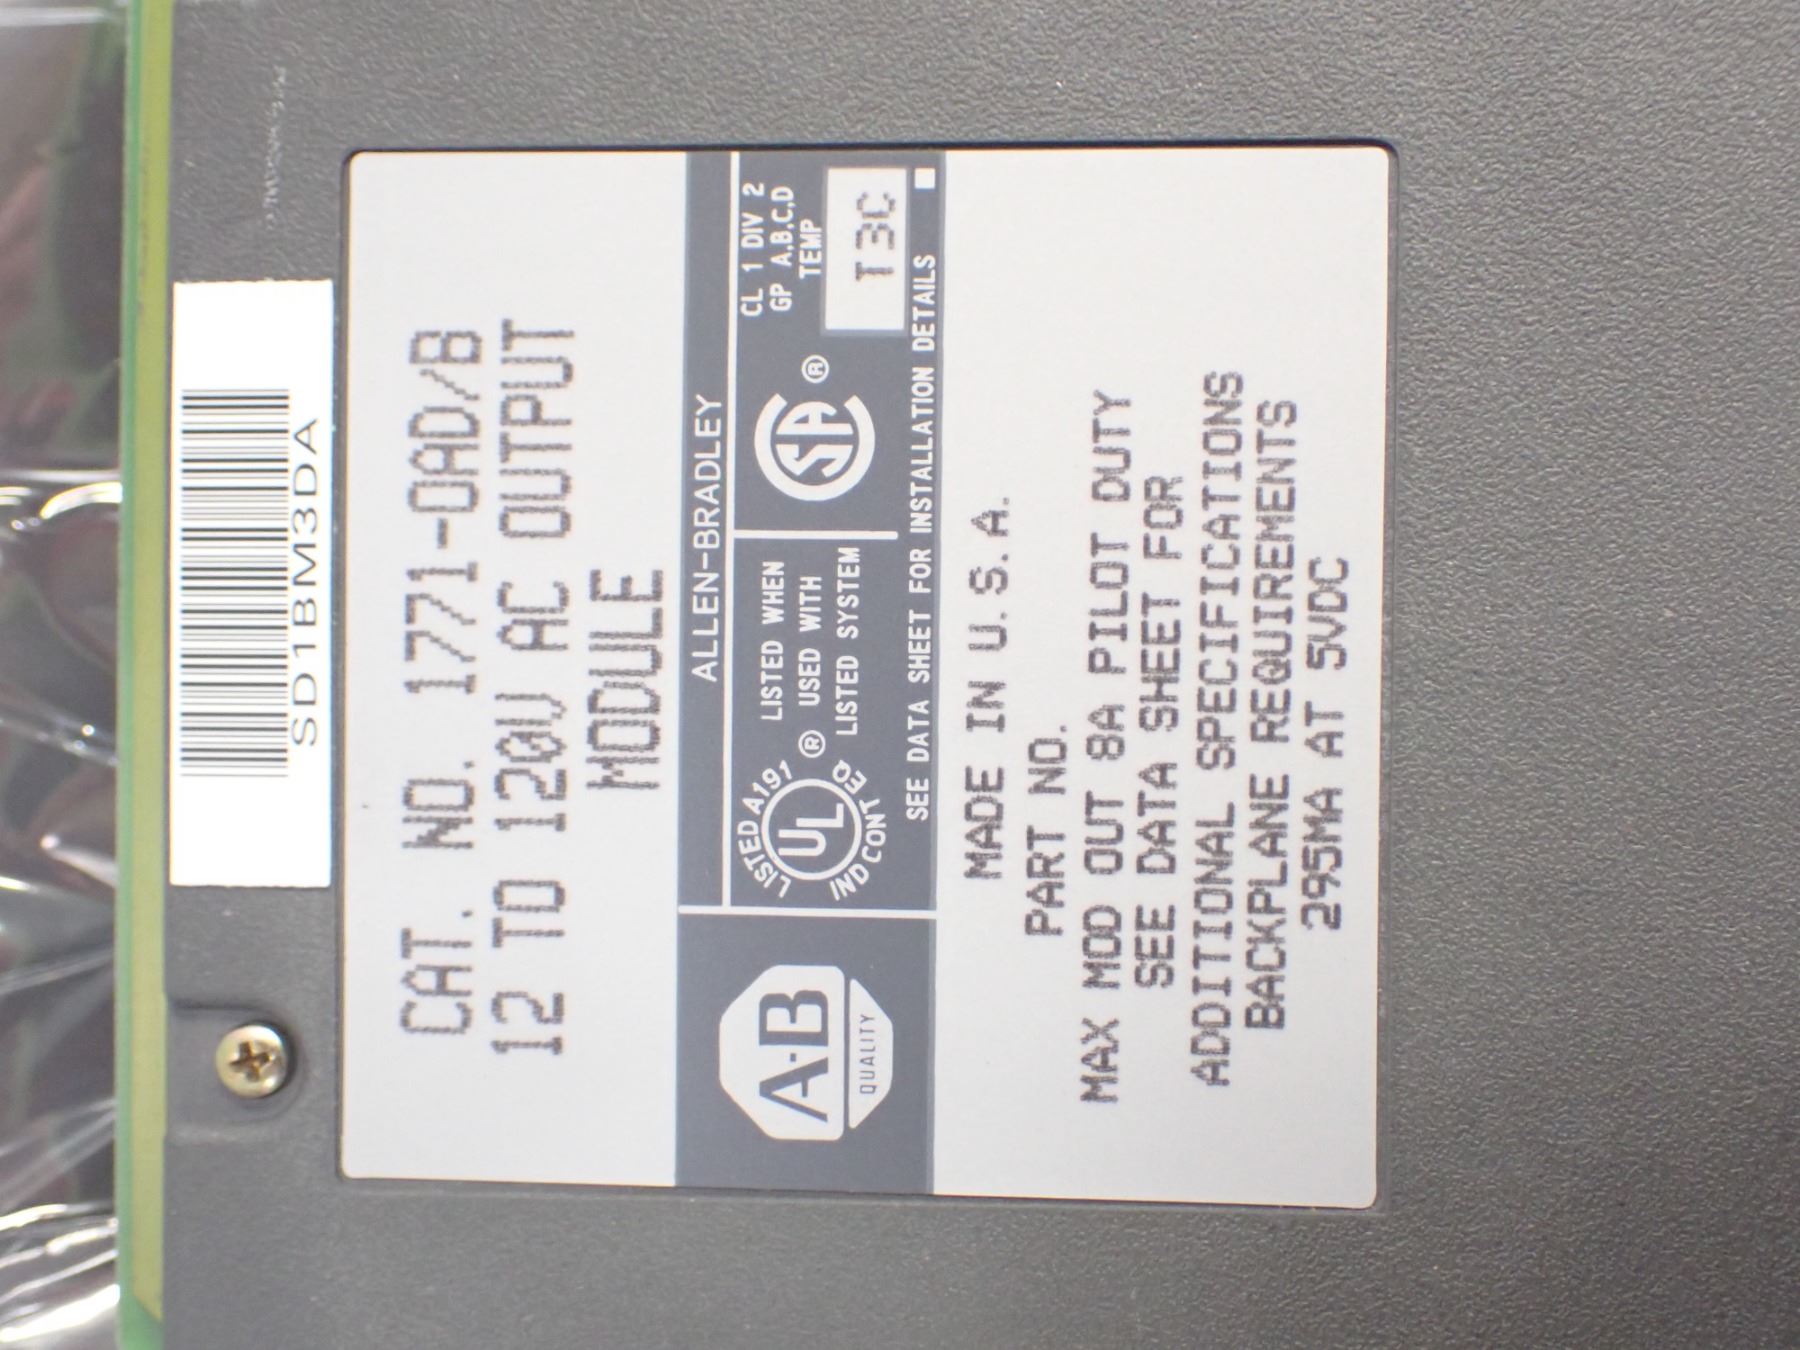 SD1BM3DA
CAT. NO. 1771-OAD/B
12 TO 120V AC OUTPUT
MODULE
ALLEN-BRADLEY
A-B
QUALITY
LISTED A191
UL ®
IND CONT EQ
LISTED WHEN
USED WITH
LISTED SYSTEM
SA ®
CL 1 DIV 2
GP A,B,C,D
TEMP
T3C
SEE DATA SHEET FOR INSTALLATION DETAILS
MADE IN U.S.A.
PART NO.
MAX MOD OUT 8A PILOT DUTY
SEE DATA SHEET FOR
ADDITIONAL SPECIFICATIONS
BACKPLANE REQUIREMENTS
295MA AT 5VDC